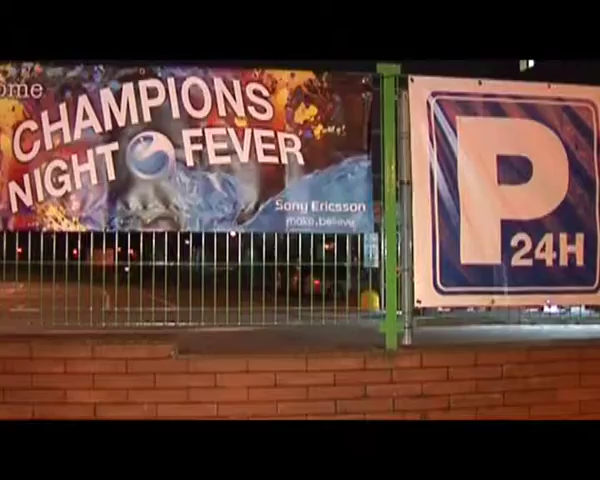 ome
CHAMPIONS
NIGHT FEVER
Sony Ericsson
make.believe
P
24H